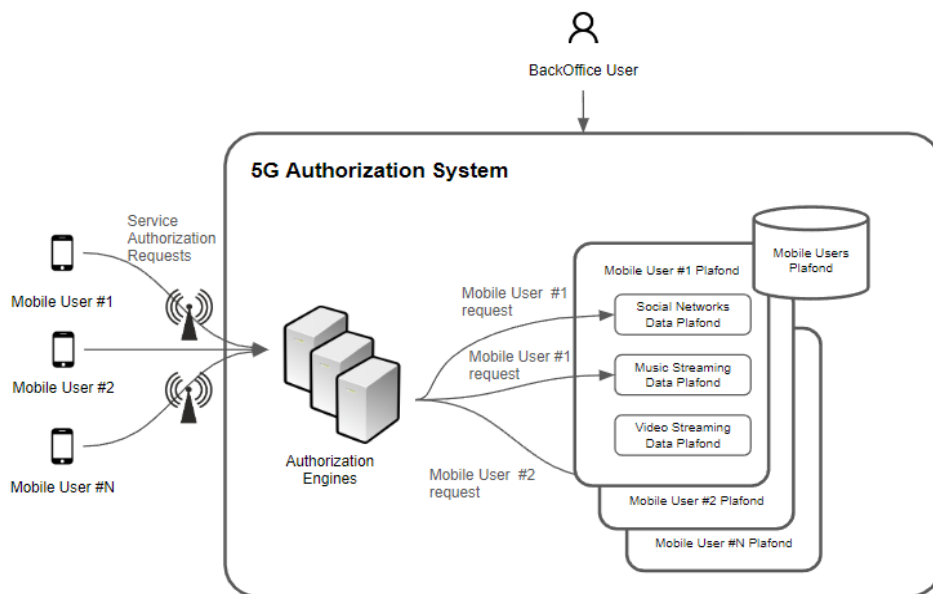 BackOffice User
5G Authorization System
Service
Authorization
Requests
Mobile User #1
Mobile User #2
Mobile User #N
Authorization
Engines
Mobile User  #1
request
Mobile User #1
request
Mobile User  #2
request
Mobile Users
Plafond
Mobile User #1 Plafond
Social Networks
Data Plafond
Music Streaming
Data Plafond
Video Streaming
Data Plafond
Mobile User #2 Plafond
Mobile User #N Plafond